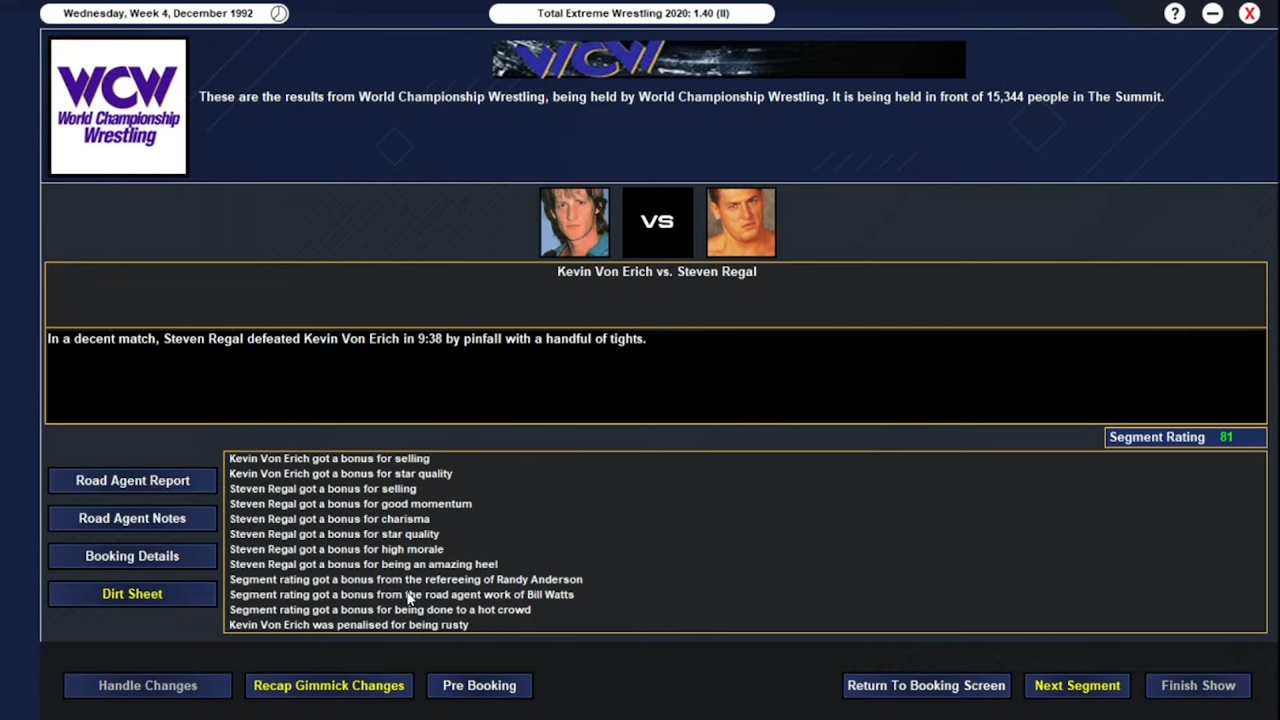 Wednesday, Week 4, December 1992
Total Extreme Wrestling 2020: 1.40 (II)
? X
WCW
World Championship
Wrestling
WCW
These are the results from World Championship Wrestling, being held by World Championship Wrestling. It is being held in front of 15,344 people in The Summit.
VS
Kevin Von Erich vs. Steven Regal
In a decent match, Steven Regal defeated Kevin Von Erich in 9:38 by pinfall with a handful of tights.
Segment Rating 81
Road Agent Report
Road Agent Notes
Booking Details
Dirt Sheet
Kevin Von Erich got a bonus for selling
Kevin Von Erich got a bonus for star quality
Steven Regal got a bonus for selling
Steven Regal got a bonus for good momentum
Steven Regal got a bonus for charisma
Steven Regal got a bonus for star quality
Steven Regal got a bonus for high morale
Steven Regal got a bonus for being an amazing heel
Segment rating got a bonus from the refereeing of Randy Anderson
Segment rating got a bonus from the road agent work of Bill Watts
Segment rating got a bonus for being done to a hot crowd
Kevin Von Erich was penalised for being rusty
Handle Changes
Recap Gimmick Changes
Pre Booking
Return To Booking Screen
Next Segment
Finish Show